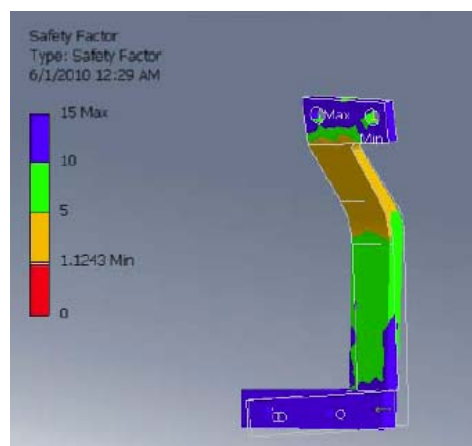 Safety Factor
Type: Safety Factor
6/1/2010 12:29 AM
15 Max
10
5
1.1243 Min
0
Max
Min